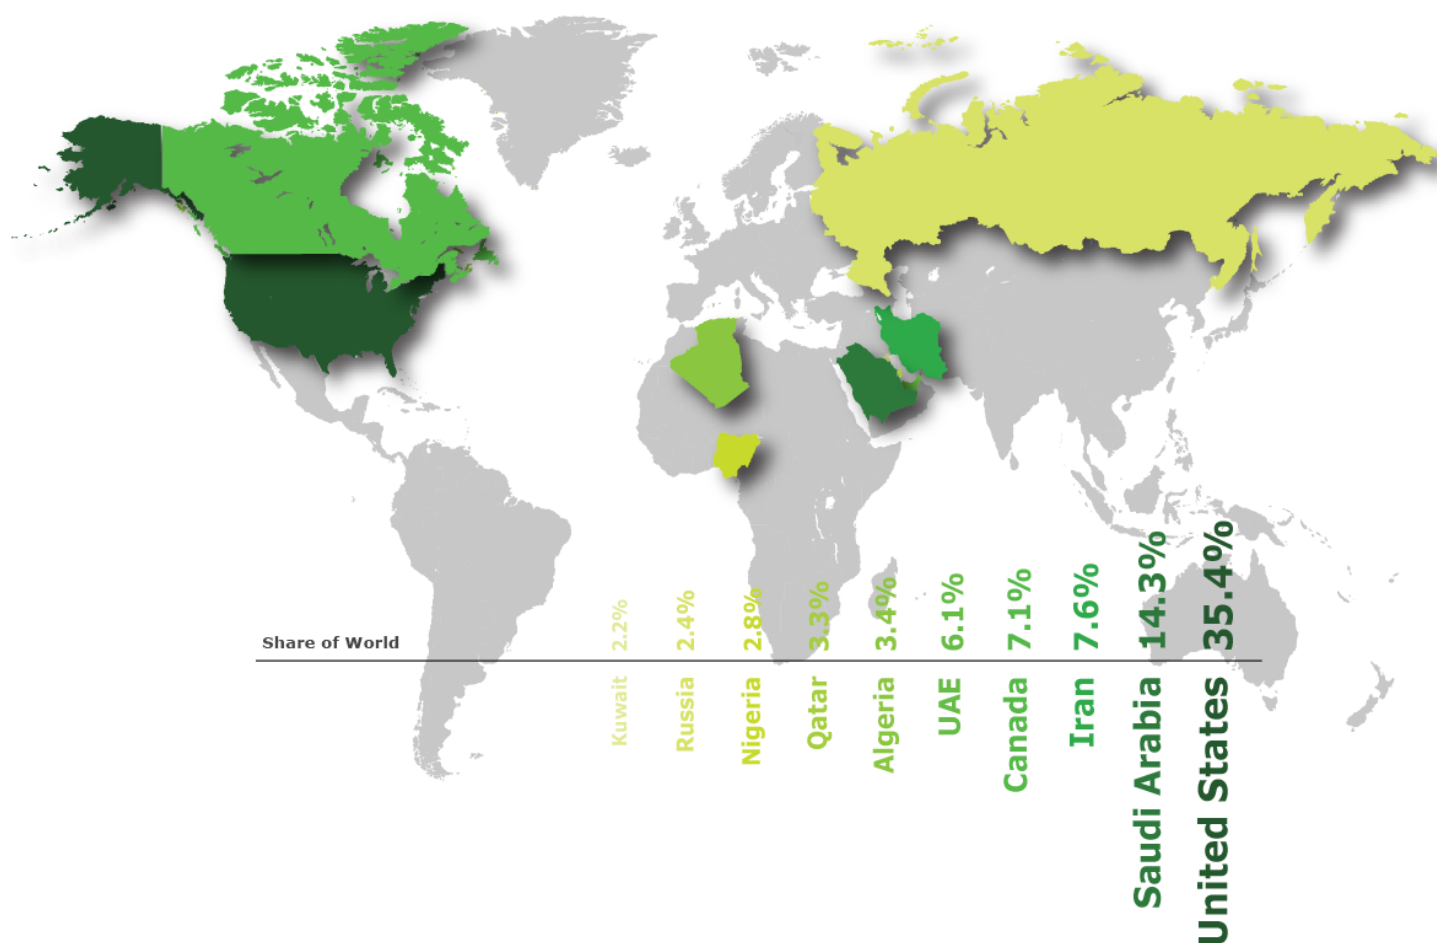 Share of World
2.2%
2.4%
2.8%
3.3%
3.4%
6.1%
7.1%
7.6%
14.3%
35.4%
Kuwait
Russia
Nigeria
Qatar
Algeria
UAE
Canada
Iran
Saudi Arabia
United States